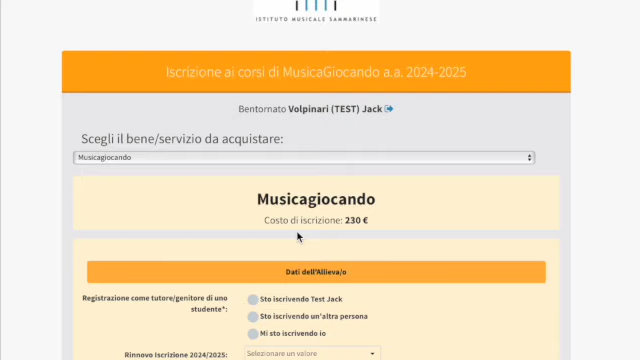 ISTITUTO MUSICALE SAMMARINESE
Iscrizione ai corsi di MusicaGiocando a.a. 2024-2025
Bentornato Volpinari (TEST) Jack
Scegli il bene/servizio da acquistare:
Musicagiocando
Musicagiocando
Costo di iscrizione: 230 €
Dati dell'Allieva/o
Registrazione come tutore/genitore di uno
studente*:
Sto iscrivendo Test Jack
Sto iscrivendo un'altra persona
Mi sto iscrivendo io
Rinnovo Iscrizione 2024/2025:
Selezionare un valore